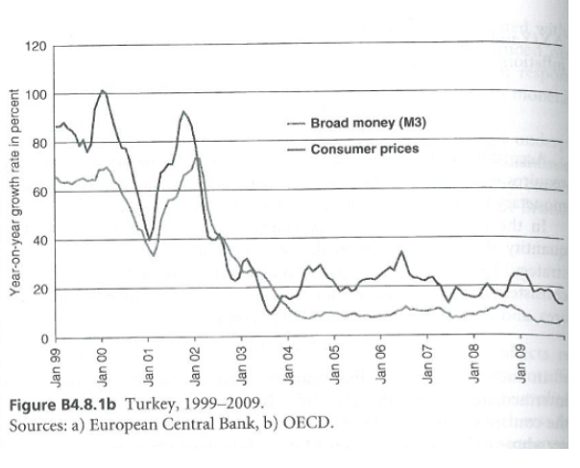 120
100
80
60
40
20
0
Year-on-year growth rate in percent
Broad money (M3)
Consumer prices
Jan 99
Jan 00
Jan 01
Jan 02
Jan 03
Jan 04
Jan 05
Jan 06
Jan 07
Jan 08
Jan 09
Figure B4.8.1b Turkey, 1999–2009.
Sources: a) European Central Bank, b) OECD.